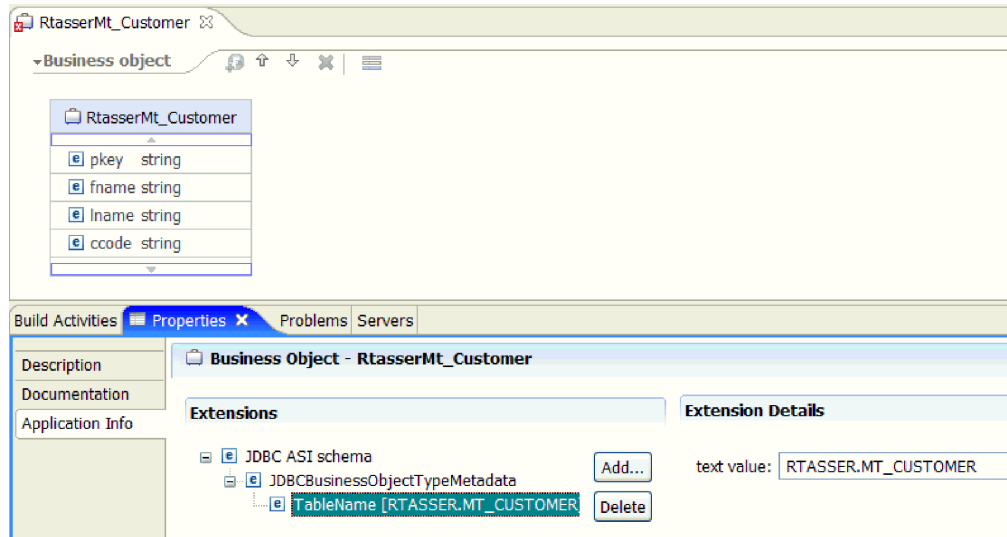 RtasserMt_Customer
Business object
RtasserMt_Customer
e pkey string
e fname string
e lname string
e ccode string
Build Activities Properties Problems Servers
Description
Documentation
Application Info
Business Object - RtasserMt_Customer
Extensions
Extension Details
e JDBC ASI schema
e JDBCBusinessObjectTypeMetadata
e TableName [RTASSER.MT_CUSTOMER
Add...
Delete
text value: RTASSER.MT_CUSTOMER